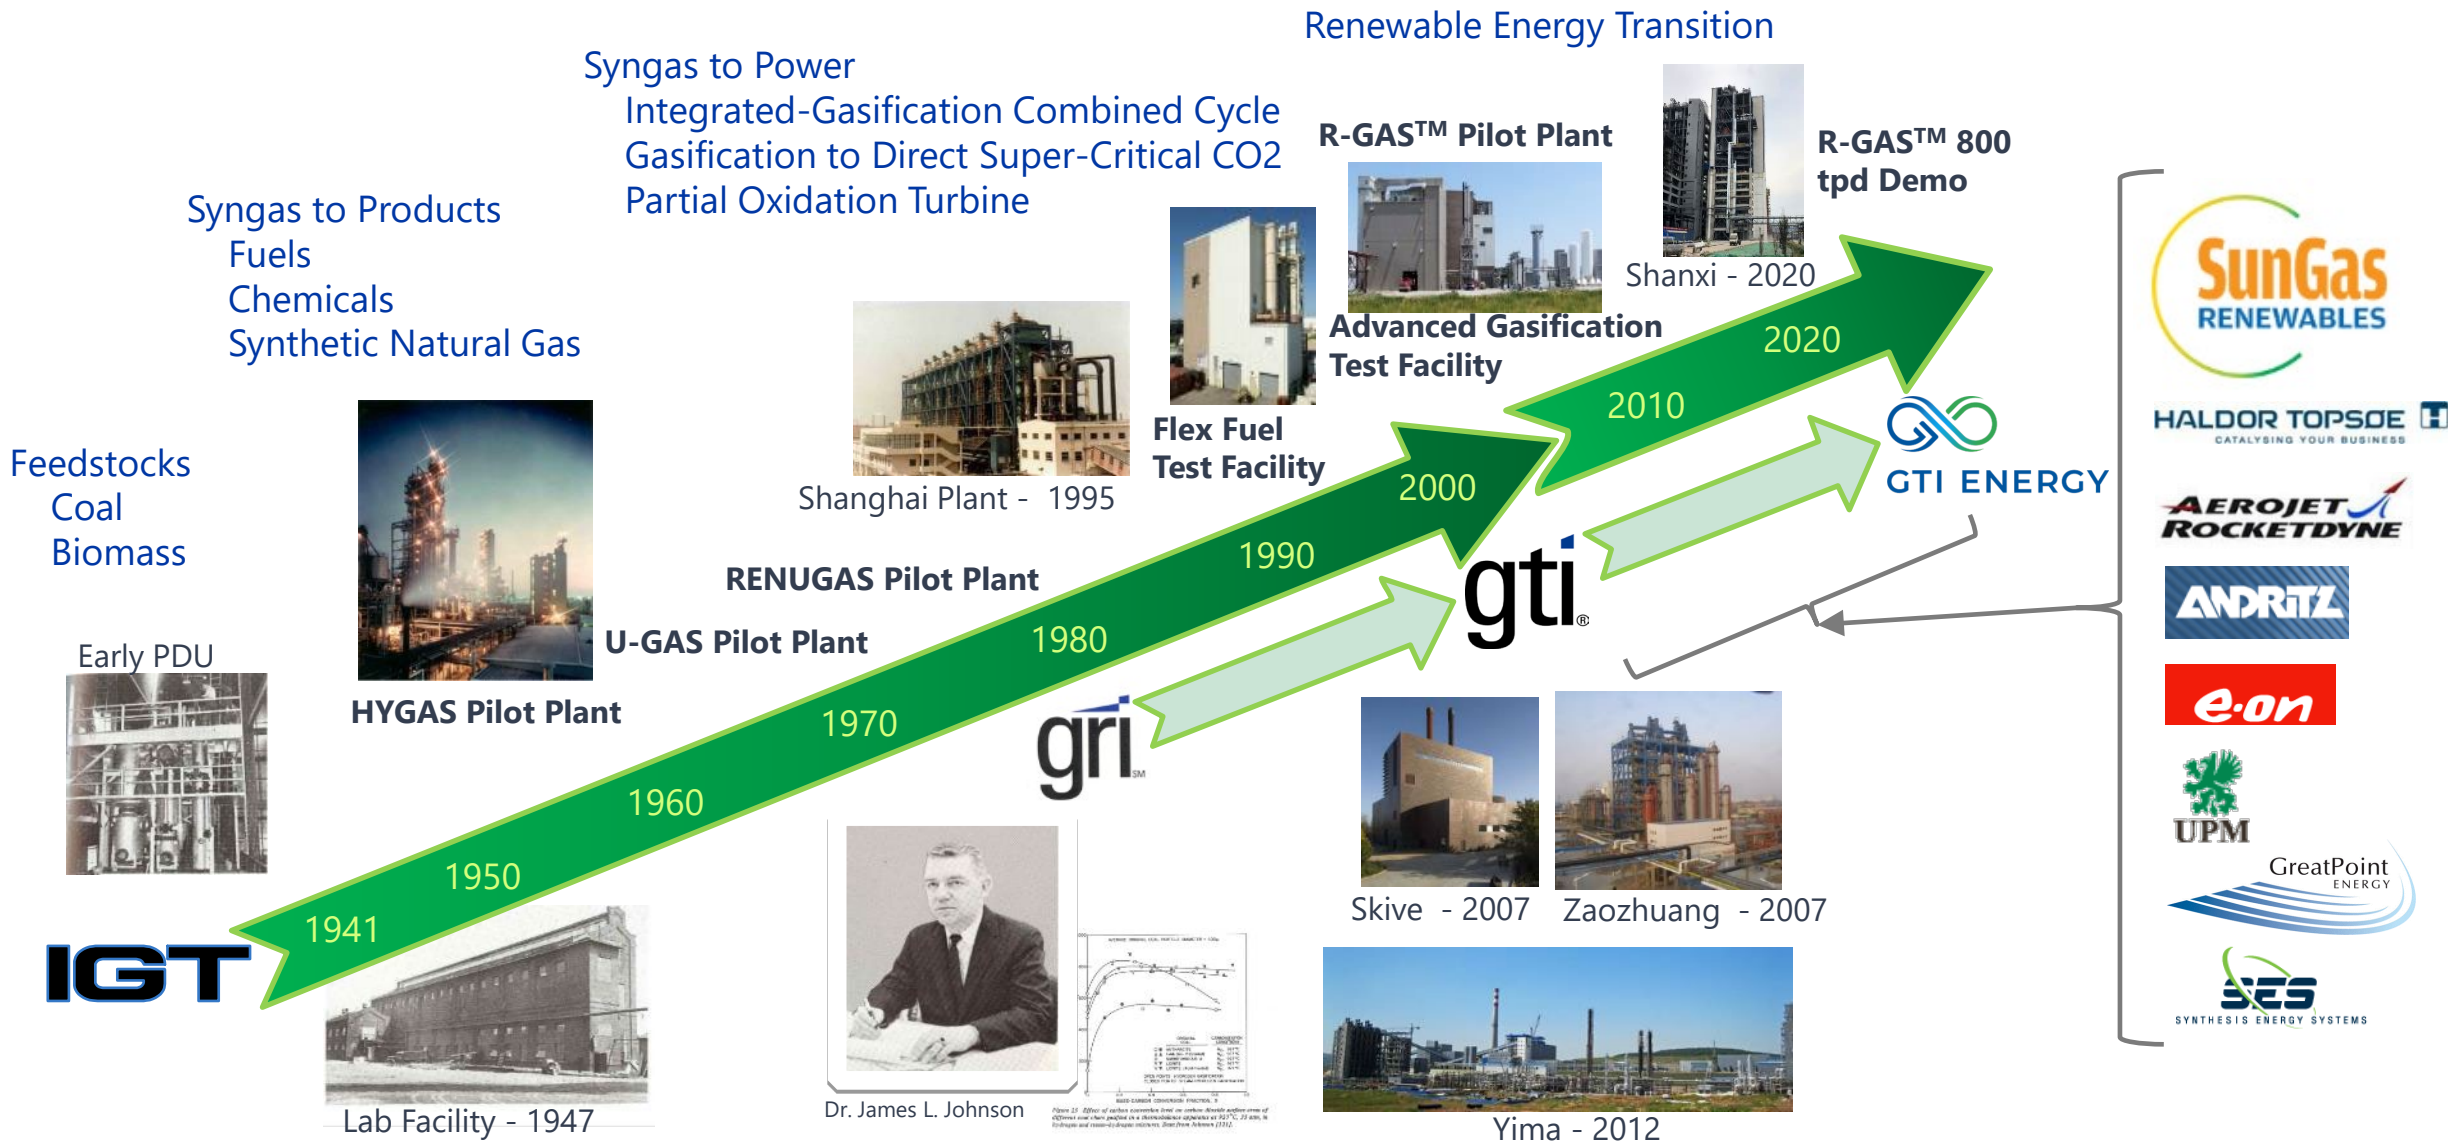 Renewable Energy Transition
Syngas to Power
Integrated-Gasification Combined Cycle
Gasification to Direct Super-Critical CO2
Partial Oxidation Turbine
Syngas to Products
Fuels
Chemicals
Synthetic Natural Gas
Feedstocks
Coal
Biomass
Early PDU
HYGAS Pilot Plant
U-GAS Pilot Plant
RENUGAS Pilot Plant
Shanghai Plant - 1995
Flex Fuel
Test Facility
R-GAS™ Pilot Plant
Advanced Gasification
Test Facility
Shanxi - 2020
R-GAS™ 800
tpd Demo
1941
1950
1960
1970
1980
1990
2000
2010
2020
IGT
gri SM
gti ®
GTI ENERGY
Lab Facility - 1947
Dr. James L. Johnson
Skive - 2007
Zaozhuang - 2007
Yima - 2012
SunGas
RENEWABLES
HALDOR TOPSØE
CATALYSING YOUR BUSINESS
AEROJET
ROCKETDYNE
ANDRITZ
e·on
UPM
GreatPoint
ENERGY
SES
SYNTHESIS ENERGY SYSTEMS